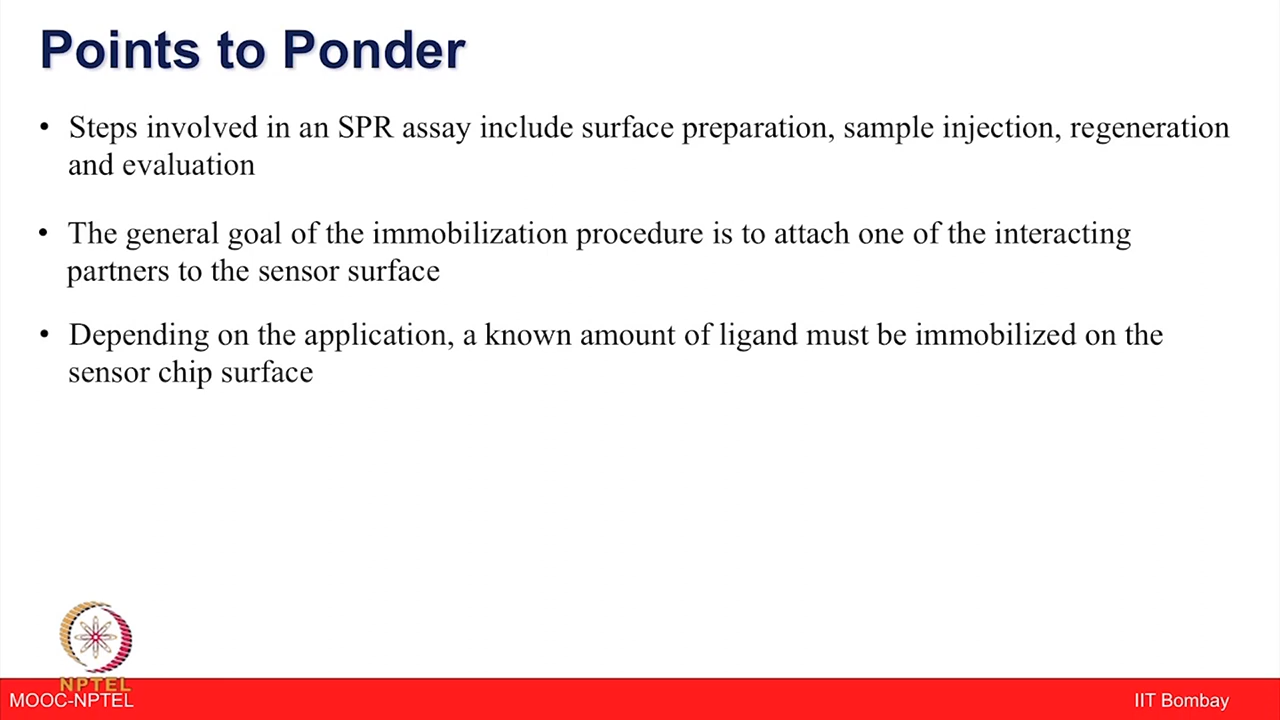 Points to Ponder
• Steps involved in an SPR assay include surface preparation, sample injection, regeneration
and evaluation
• The general goal of the immobilization procedure is to attach one of the interacting
partners to the sensor surface
• Depending on the application, a known amount of ligand must be immobilized on the
sensor chip surface
NPTEL
MOOC-NPTEL
IIT Bombay